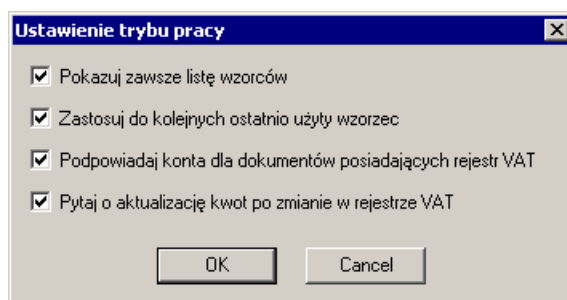 Ustawienie trybu pracy
Pokazuj zawsze listę wzorców
Zastosuj do kolejnych ostatnio użyty wzorzec
Podpowiadaj konta dla dokumentów posiadających rejestr VAT
Pytaj o aktualizację kwot po zmianie w rejestrze VAT
OK Cancel